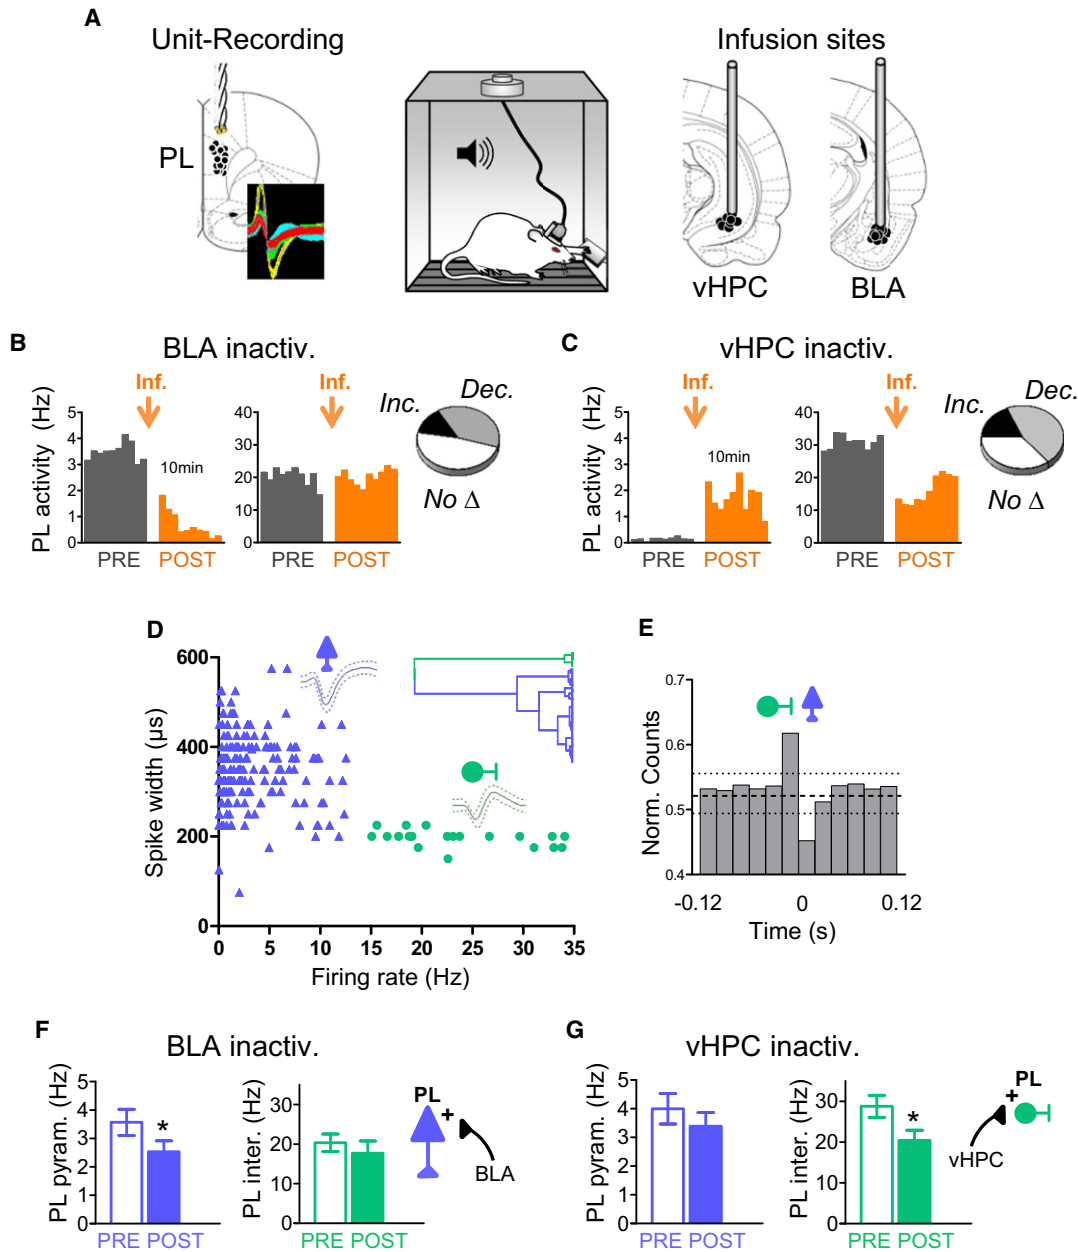 A
Unit-Recording
Infusion sites
PL
vHPC
BLA
B
BLA inactiv.
Inf.
Inf.
PL activity (Hz)
5
4
3
2
1
0
10min
PRE
POST
40
30
20
10
0
PRE
POST
Inc.
Dec.
No Δ
C
vHPC inactiv.
Inf.
Inf.
PL activity (Hz)
5
4
3
2
1
0
10min
PRE
POST
40
30
20
10
0
PRE
POST
Inc.
Dec.
No Δ
D
Spike width (µs)
600
400
200
0
0 5 10 15 20 25 30 35
Firing rate (Hz)
E
Norm. Counts
0.7
0.6
0.5
0.4
-0.12 0 0.12
Time (s)
F
BLA inactiv.
PL pyram. (Hz)
5
4
3
2
1
0
*
PRE POST
PL inter. (Hz)
30
20
10
0
PRE POST
PL
+
BLA
G
vHPC inactiv.
PL pyram. (Hz)
5
4
3
2
1
0
PRE POST
PL inter. (Hz)
30
20
10
0
*
PRE POST
PL
+
vHPC